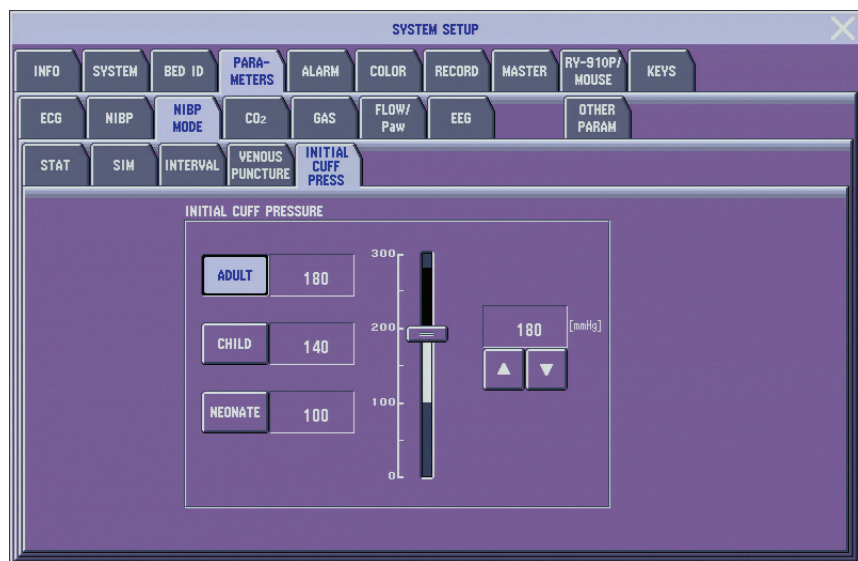 SYSTEM SETUP
INFO SYSTEM BED ID PARA-METERS ALARM COLOR RECORD MASTER RY-910P/MOUSE KEYS
ECG NIBP NIBP MODE CO₂ GAS FLOW/Paw EEG OTHER PARAM
STAT SIM INTERVAL VENOUS PUNCTURE INITIAL CUFF PRESS
INITIAL CUFF PRESSURE
300
ADULT 180
200
180 [mmHg]
CHILD 140
100
NEONATE 100
0